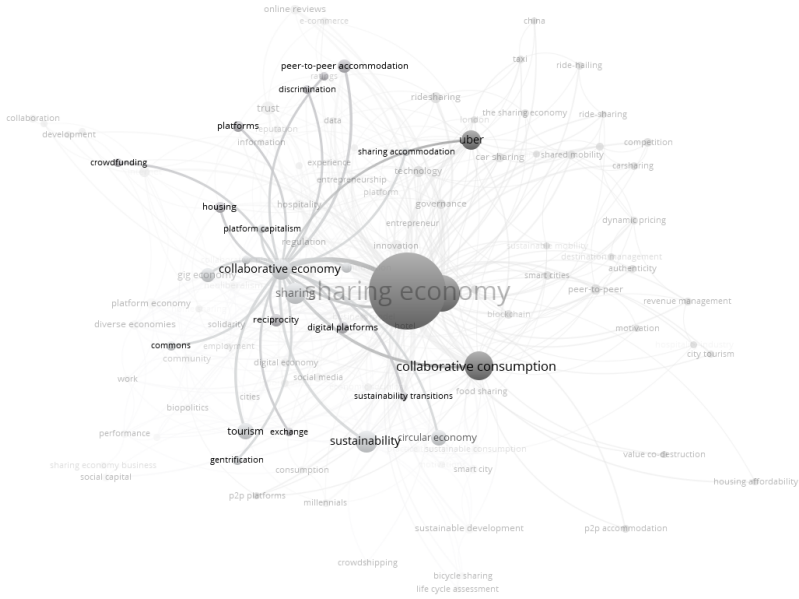 online reviews
e-commerce
china
taxi
ride-hailing
peer-to-peer accommodation
ratings
discrimination
ridesharing
trust
data
london
the sharing economy
ride-sharing
collaboration
development
platforms
reputation
information
uber
competition
sharing accommodation
car sharing
shared mobility
carsharing
crowdfunding
experience
technology
entrepreneurship
platform
housing
hospitality
governance
platform capitalism
entrepreneur
dynamic pricing
regulation
innovation
sustainable mobility
destination management
collaborative economy
authenticity
gig economy
smart cities
sharing
sharing economy
peer-to-peer
platform economy
revenue management
blockchain
diverse economies
solidarity
reciprocity
digital platforms
hotel
motivation
commons
employment
community
city tourism
digital economy
collaborative consumption
work
social media
food sharing
cities
sustainability transitions
biopolitics
performance
tourism
exchange
sustainability
circular economy
sustainable consumption
value co-destruction
sharing economy business
gentrification
social capital
consumption
smart city
housing affordability
p2p platforms
millennials
sustainable development
p2p accommodation
crowdshipping
bicycle sharing
life cycle assessment